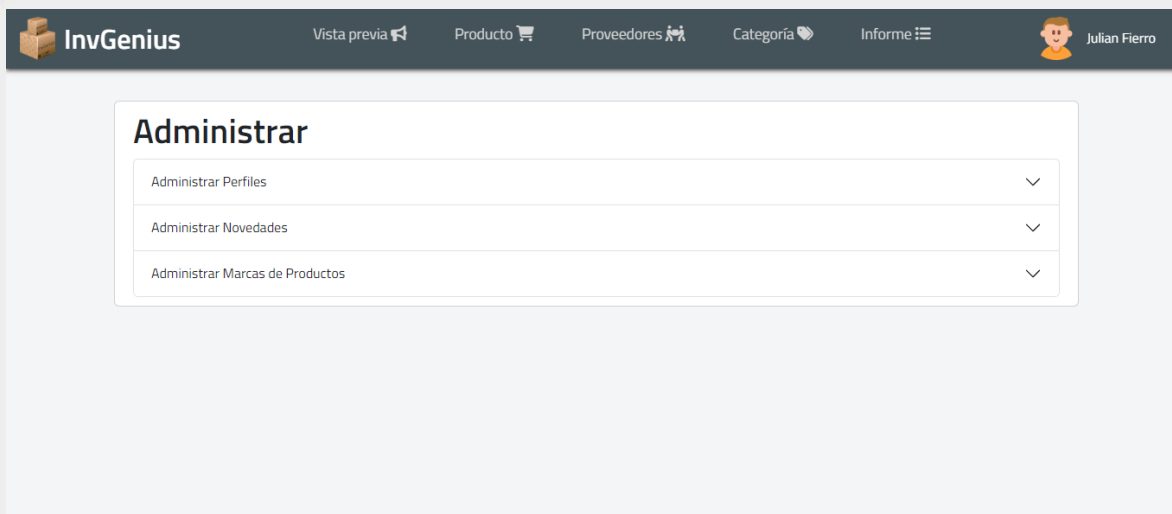 InvGenius
Vista previa
Producto
Proveedores
Categoría
Informe
Julian Fierro
Administrar
Administrar Perfiles
Administrar Novedades
Administrar Marcas de Productos